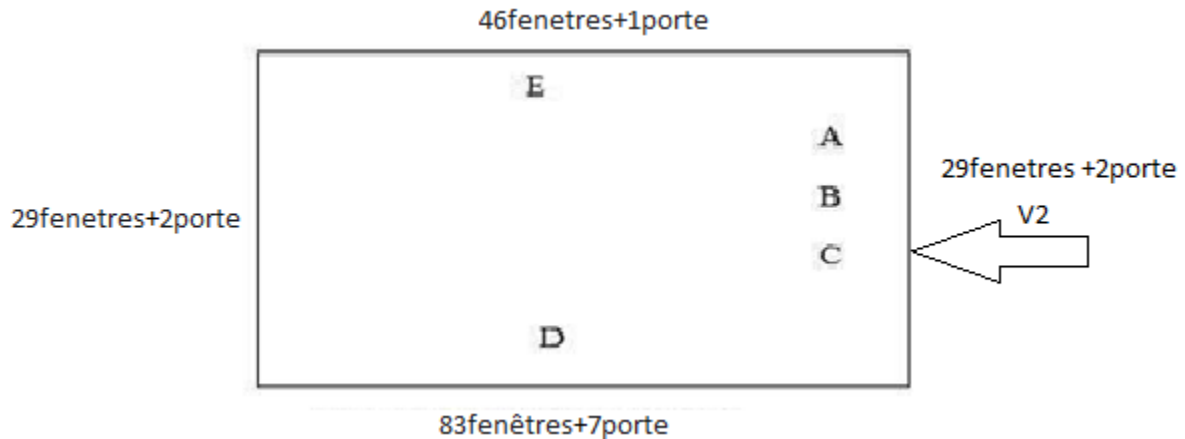 46fenetres+1porte
E
A
29fenetres +2porte
B
V2
29fenetres+2porte
C
D
83fenêtres+7porte